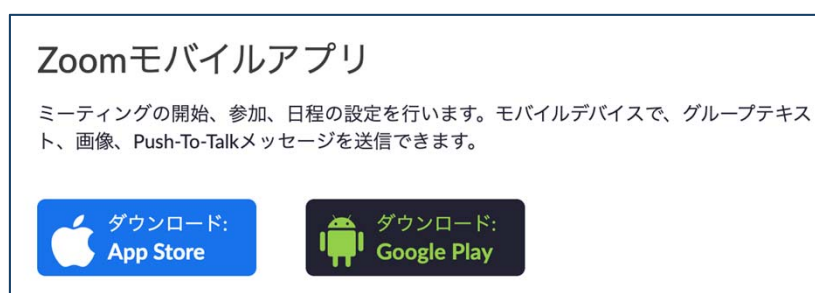 Zoomモバイルアプリ
ミーティングの開始、参加、日程の設定を行います。モバイルデバイスで、グループテキス
ト、画像、Push-To-Talkメッセージを送信できます。
ダウンロード:
App Store
ダウンロード:
Google Play